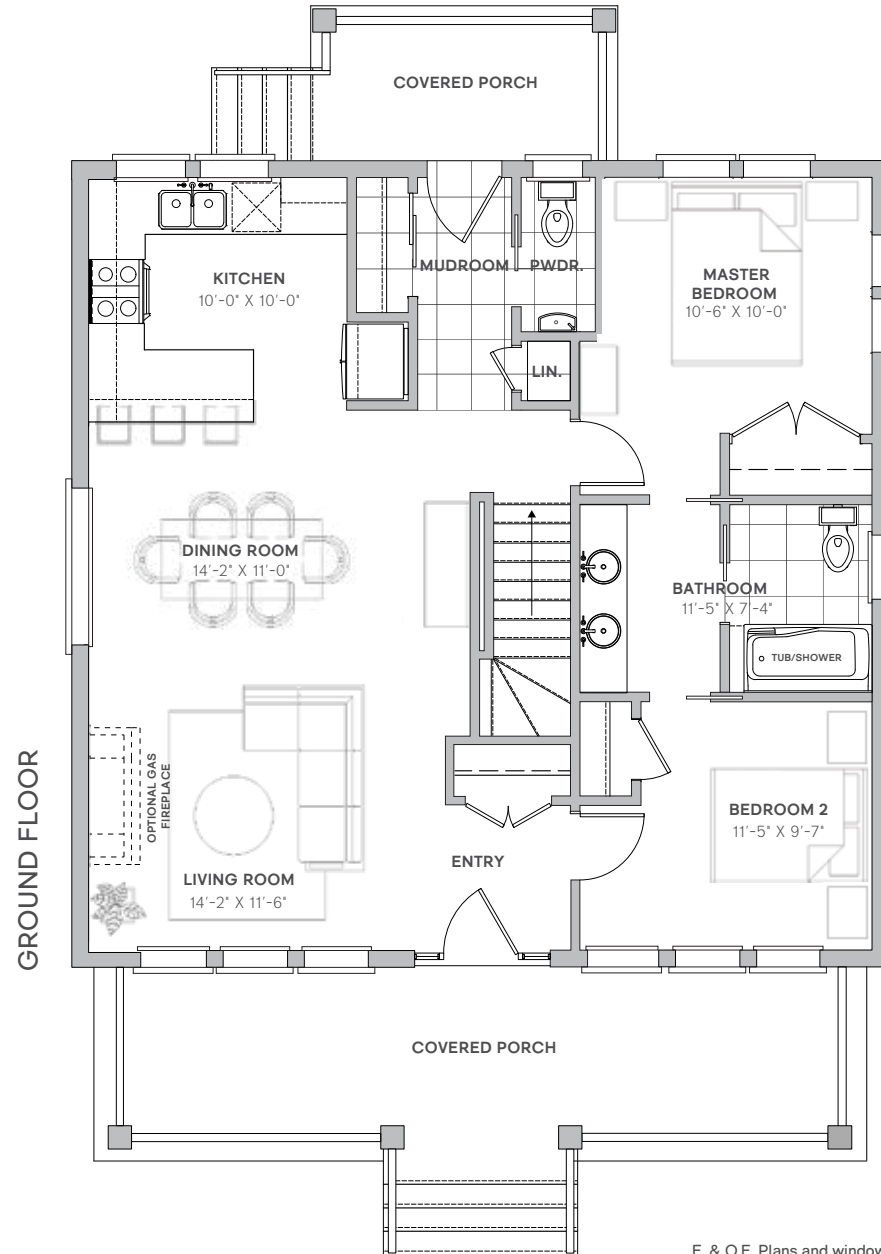 COVERED PORCH
KITCHEN
10'-0" X 10'-0"
MUDROOM
PWDR.
MASTER
BEDROOM
10'-6" X 10'-0"
LIN.
DINING ROOM
14'-2" X 11'-0"
BATHROOM
11'-5" X 7'-4"
TUB/SHOWER
OPTIONAL GAS
FIREPLACE
BEDROOM 2
11'-5" X 9'-7"
LIVING ROOM
14'-2" X 11'-6"
ENTRY
GROUND FLOOR
COVERED PORCH
E. & O.E. Plans and window